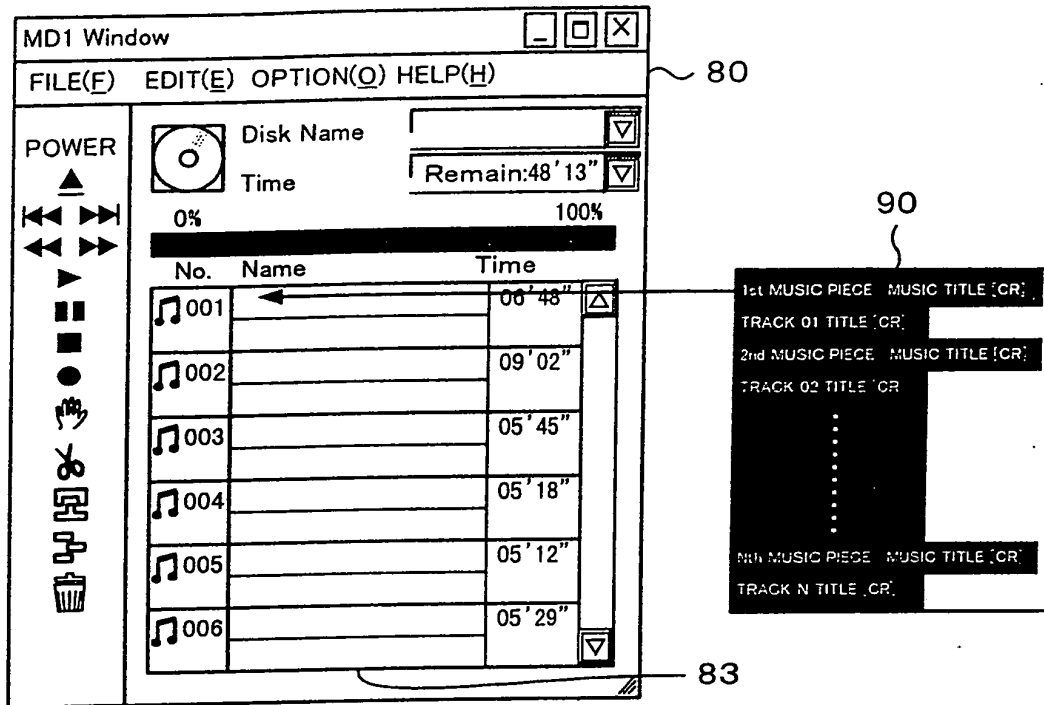 MD1 Window
FILE(F) EDIT(E) OPTION(O) HELP(H)
80
POWER
Disk Name
Time
Remain:48'13"
0% 100%
No. Name Time
001 06'48"
002 09'02"
003 05'45"
004 05'18"
005 05'12"
006 05'29"
83
90
1st MUSIC PIECE MUSIC TITLE [CR]
TRACK 01 TITLE [CR]
2nd MUSIC PIECE MUSIC TITLE [CR]
TRACK 02 TITLE [CR
Nth MUSIC PIECE MUSIC TITLE [CR]
TRACK N TITLE [CR]